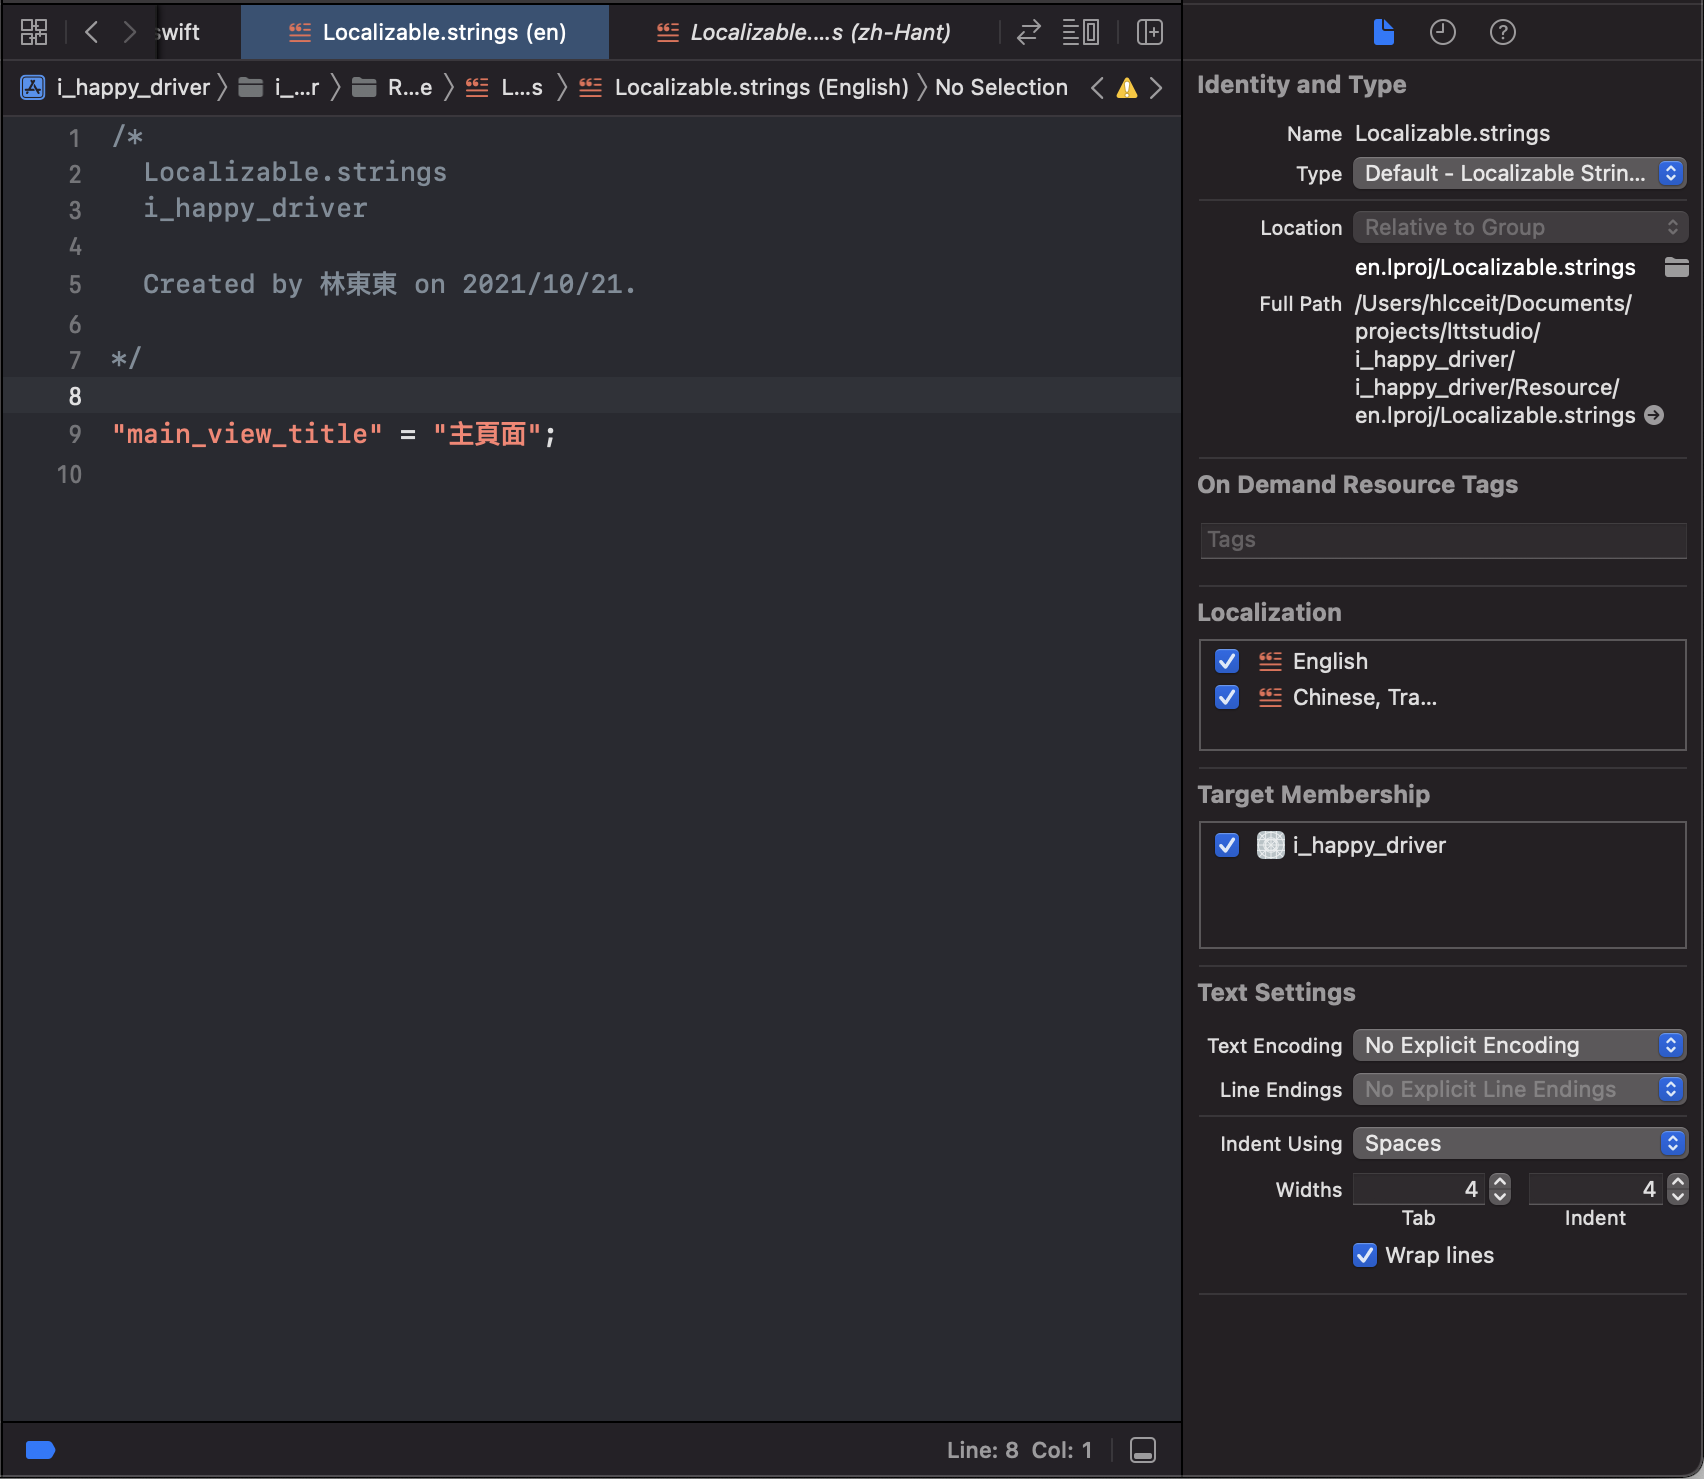 swift
Localizable.strings (en)
Localizable....s (zh-Hant)
i_happy_driver
i_...r
R...e
L...s
Localizable.strings (English)
No Selection
1 /*
2 Localizable.strings
3 i_happy_driver
4
5 Created by 林東東 on 2021/10/21.
6
7 */
8
9 "main_view_title" = "主頁面";
10
Line: 8 Col: 1
Identity and Type
Name Localizable.strings
Type Default - Localizable Strin...
Location Relative to Group
en.lproj/Localizable.strings
Full Path /Users/hlcceit/Documents/
projects/lttstudio/
i_happy_driver/
i_happy_driver/Resource/
en.lproj/Localizable.strings
On Demand Resource Tags
Tags
Localization
English
Chinese, Tra...
Target Membership
i_happy_driver
Text Settings
Text Encoding No Explicit Encoding
Line Endings No Explicit Line Endings
Indent Using Spaces
Widths 4 4
Tab Indent
Wrap lines